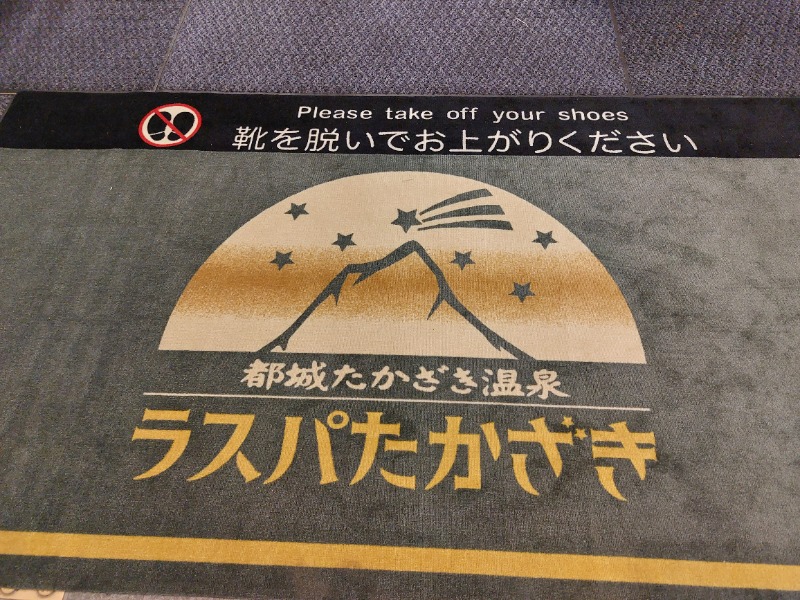 Please take off your shoes
靴を脱いでお上がりください
都城たかざき温泉
ラスパたかざき